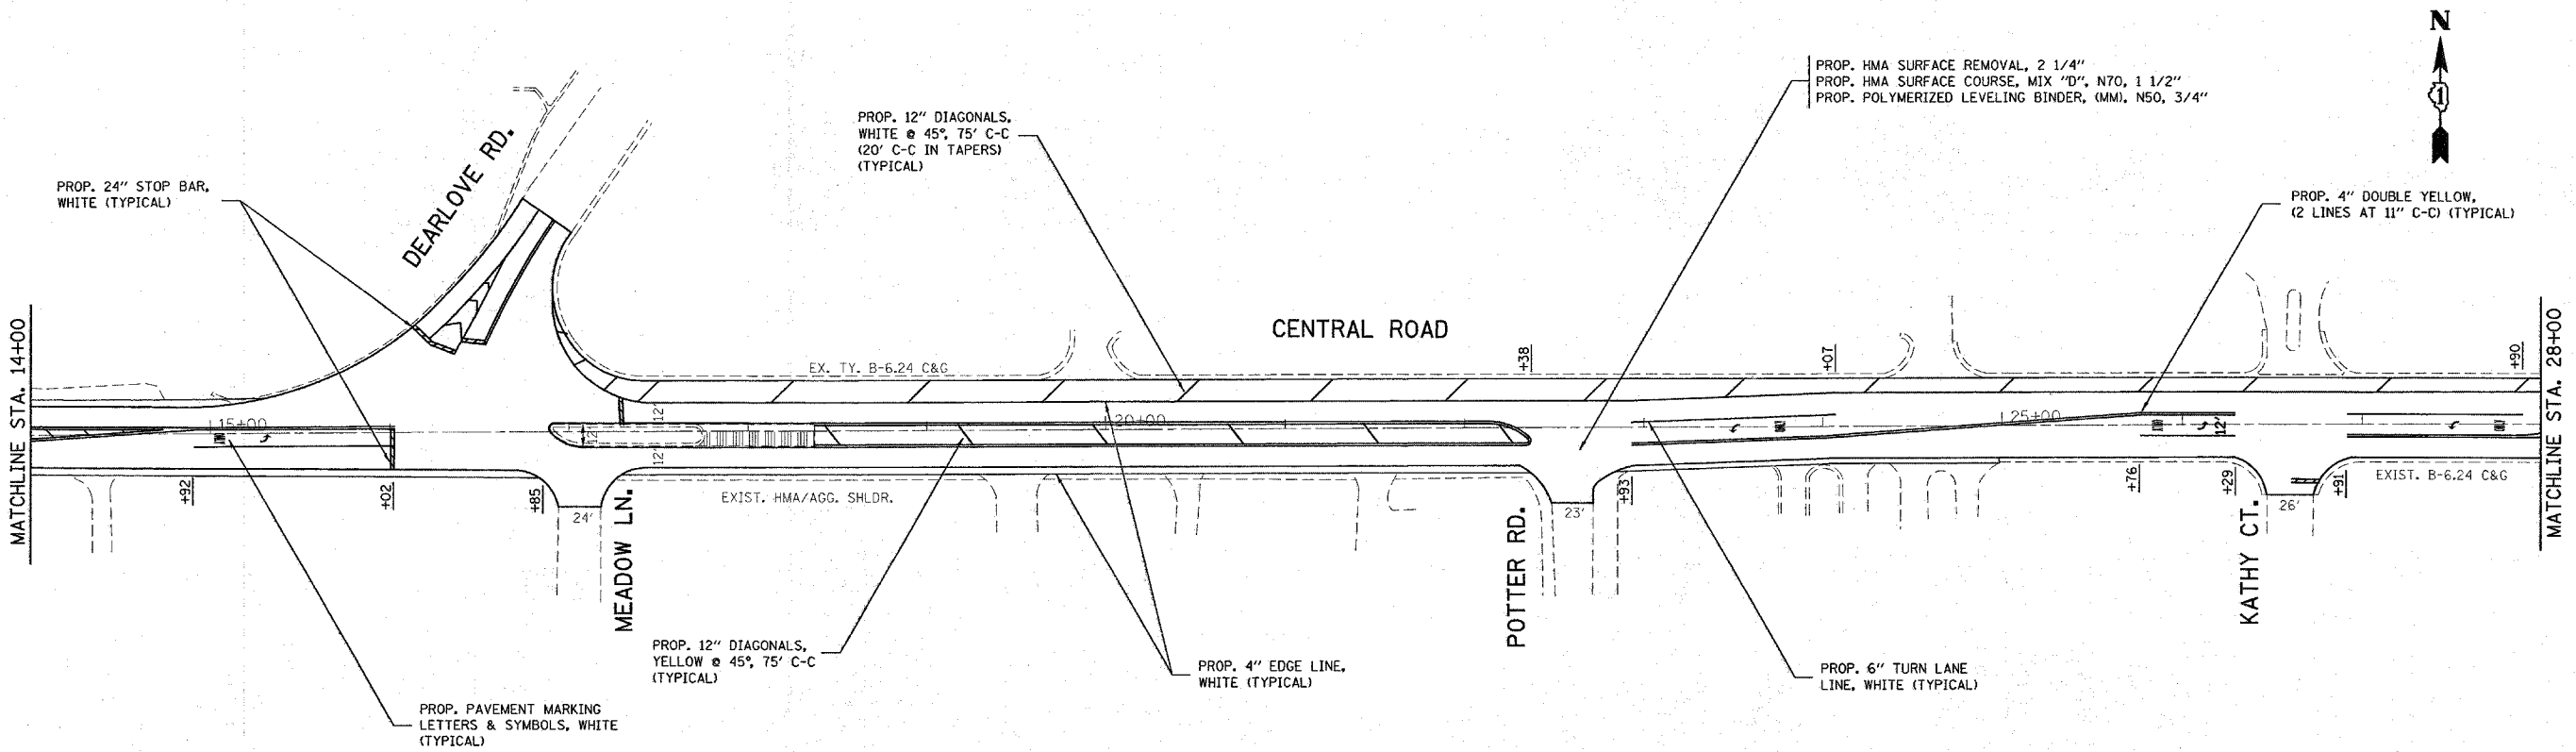 N
1
PROP. HMA SURFACE REMOVAL, 2 1/4"
PROP. HMA SURFACE COURSE, MIX "D", N70, 1 1/2"
PROP. POLYMERIZED LEVELING BINDER, (MM), N50, 3/4"
PROP. 12" DIAGONALS,
WHITE @ 45°, 75' C-C
(20' C-C IN TAPERS)
(TYPICAL)
PROP. 24" STOP BAR,
WHITE (TYPICAL)
DEARLOVE RD.
PROP. 4" DOUBLE YELLOW,
(2 LINES AT 11" C-C) (TYPICAL)
MATCHLINE STA. 14+00
CENTRAL ROAD
MATCHLINE STA. 28+00
EX. TY. B-6.24 C&G
+38
+07
+90
15+00
20+00
25+00
12'
12'
12'
12'
+92
+02
+85
24'
MEADOW LN.
EXIST. HMA/AGG. SHLDR.
POTTER RD.
23'
+93
+76
+29
KATHY CT.
26'
+91
EXIST. B-6.24 C&G
PROP. 12" DIAGONALS,
YELLOW @ 45°, 75' C-C
(TYPICAL)
PROP. 4" EDGE LINE,
WHITE (TYPICAL)
PROP. 6" TURN LANE
LINE, WHITE (TYPICAL)
PROP. PAVEMENT MARKING
LETTERS & SYMBOLS, WHITE
(TYPICAL)